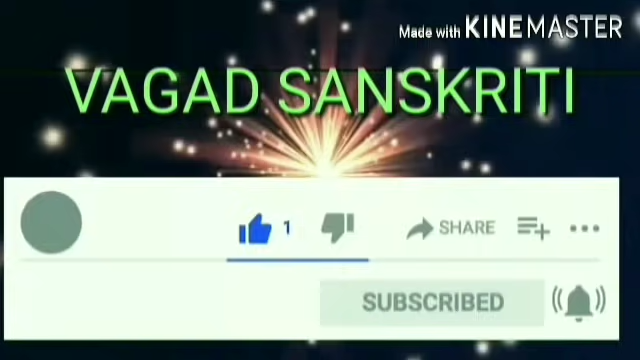 Made with KINEMASTER
VAGAD SANSKRITI
1
SHARE
SUBSCRIBED